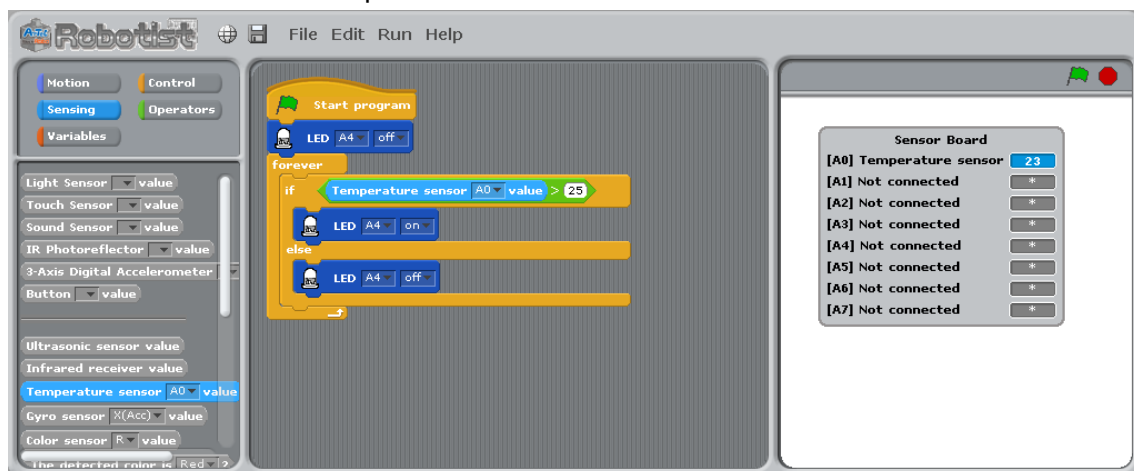 A.Tec Robotist File Edit Run Help
Motion Control
Sensing Operators
Variables
Light Sensor value
Touch Sensor value
Sound Sensor value
IR Photoreflector value
3-Axis Digital Accelerometer
Button value
Ultrasonic sensor value
Infrared receiver value
Temperature sensor A0 value
Gyro sensor X(Acc) value
Color sensor R value
The detected color is Red ?
Start program
LED A4 off
forever
if Temperature sensor A0 value > 25
LED A4 on
else
LED A4 off
Sensor Board
[A0] Temperature sensor 23
[A1] Not connected *
[A2] Not connected *
[A3] Not connected *
[A4] Not connected *
[A5] Not connected *
[A6] Not connected *
[A7] Not connected *